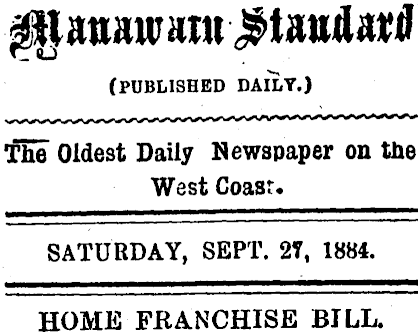 Manawatu Standard
(PUBLISHED DAILY.)
The Oldest Daily Newspaper on the
West Coast.
SATURDAY, SEPT. 27, 1884.
HOME FRANCHISE BILL.